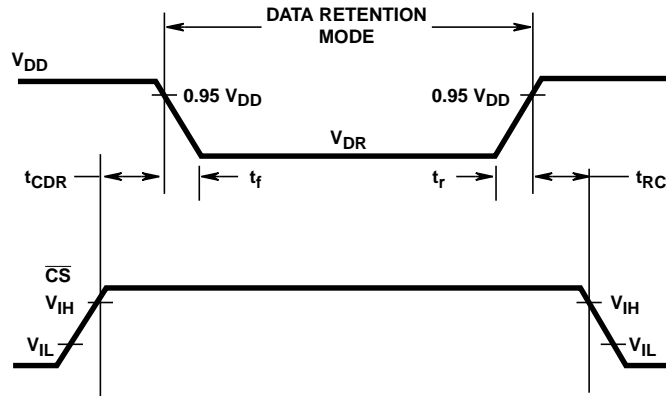 DATA RETENTION
MODE
VDD
0.95 VDD
0.95 VDD
VDR
tCDR
tf
tr
tRC
CS
VIH
VIH
VIL
VIL